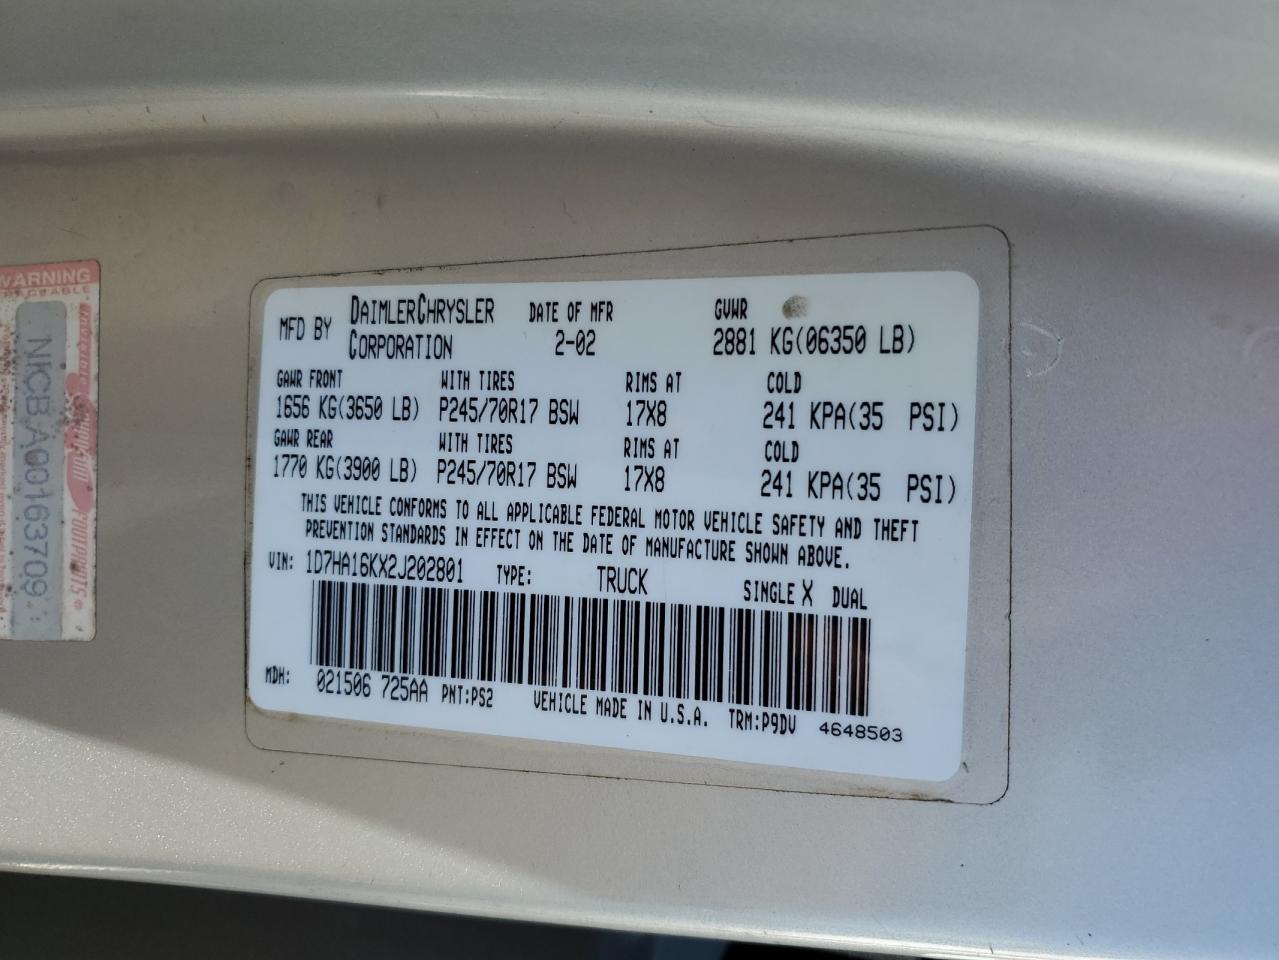 MFD BY DAIMLERCHRYSLER CORPORATION DATE OF MFR 2-02 GVWR 2881 KG(06350 LB)
GAWR FRONT WITH TIRES RIMS AT COLD
1656 KG(3650 LB) P245/70R17 BSW 17X8 241 KPA(35 PSI)
GAWR REAR WITH TIRES RIMS AT COLD
1770 KG(3900 LB) P245/70R17 BSW 17X8 241 KPA(35 PSI)
THIS VEHICLE CONFORMS TO ALL APPLICABLE FEDERAL MOTOR VEHICLE SAFETY AND THEFT
PREVENTION STANDARDS IN EFFECT ON THE DATE OF MANUFACTURE SHOWN ABOVE.
VIN: 1D7HA16KX2J202801 TYPE: TRUCK SINGLE X DUAL
MDH: 021506 725AA PNT:PS2 VEHICLE MADE IN U.S.A. TRM:P9DV 4648503
WARNING
NKCBA00163709
FOOTPRINTS